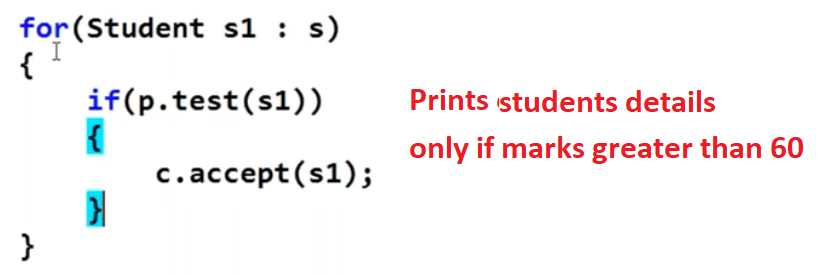 for(Student s1 : s)
{
if(p.test(s1))
{
c.accept(s1);
}
}
Prints students details
only if marks greater than 60